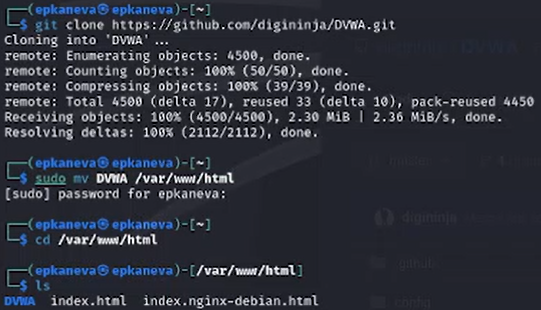 ┌──(epkaneva㉿epkaneva)-[~]
└─$ git clone https://github.com/digininja/DVWA.git
Cloning into 'DVWA'...
remote: Enumerating objects: 4500, done.
remote: Counting objects: 100% (50/50), done.
remote: Compressing objects: 100% (39/39), done.
remote: Total 4500 (delta 17), reused 33 (delta 10), pack-reused 4450
Receiving objects: 100% (4500/4500), 2.30 MiB | 2.36 MiB/s, done.
Resolving deltas: 100% (2112/2112), done.
┌──(epkaneva㉿epkaneva)-[~]
└─$ sudo mv DVWA /var/www/html
[sudo] password for epkaneva:
┌──(epkaneva㉿epkaneva)-[~]
└─$ cd /var/www/html
┌──(epkaneva㉿epkaneva)-[/var/www/html]
└─$ ls
DVWA index.html index.nginx-debian.html
digininja
.github
config